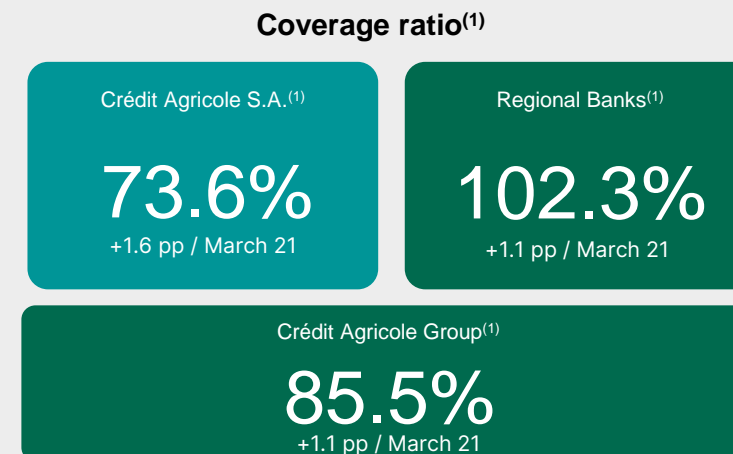 Coverage ratio(1)
Crédit Agricole S.A.(1)
73.6%
+1.6 pp / March 21
Regional Banks(1)
102.3%
+1.1 pp / March 21
Crédit Agricole Group(1)
85.5%
+1.1 pp / March 21